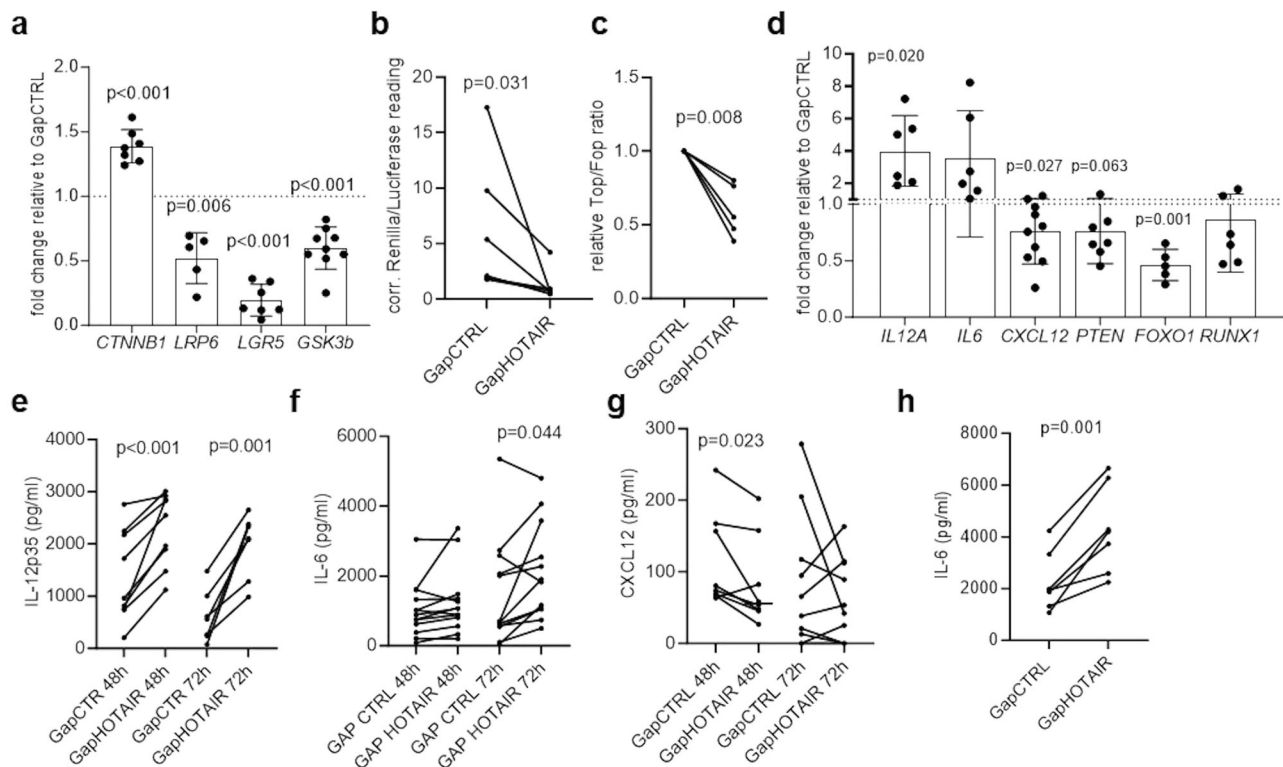 a
fold change relative to GapCTRL
2.0
1.5
1.0
0.5
0.0
p<0.001
p=0.006
p<0.001
p<0.001
CTNNB1 LRP6 LGR5 GSK3b
b
corr. Renilla/Luciferase reading
20
15
10
5
0
p=0.031
GapCTRL
GapHOTAIR
c
relative Top/Fop ratio
1.5
1.0
0.5
0.0
p=0.008
GapCTRL
GapHOTAIR
d
fold change relative to GapCTRL
10
8
6
4
2
1.0
0.5
0.0
p=0.020
p=0.027
p=0.063
p=0.001
IL12A IL6 CXCL12 PTEN FOXO1 RUNX1
e
IL-12p35 (pg/ml)
4000
3000
2000
1000
0
p<0.001
p=0.001
GapCTR 48h
GapHOTAIR 48h
GapCTR 72h
GapHOTAIR 72h
f
IL-6 (pg/ml)
6000
4000
2000
0
p=0.044
GAP CTRL 48h
GAP HOTAIR 48h
GAP CTRL 72h
GAP HOTAIR 72h
g
CXCL12 (pg/ml)
300
200
100
0
p=0.023
GapCTRL 48h
GapHOTAIR 48h
GapCTRL 72h
GapHOTAIR 72h
h
IL-6 (pg/ml)
8000
6000
4000
2000
0
p=0.001
GapCTRL
GapHOTAIR